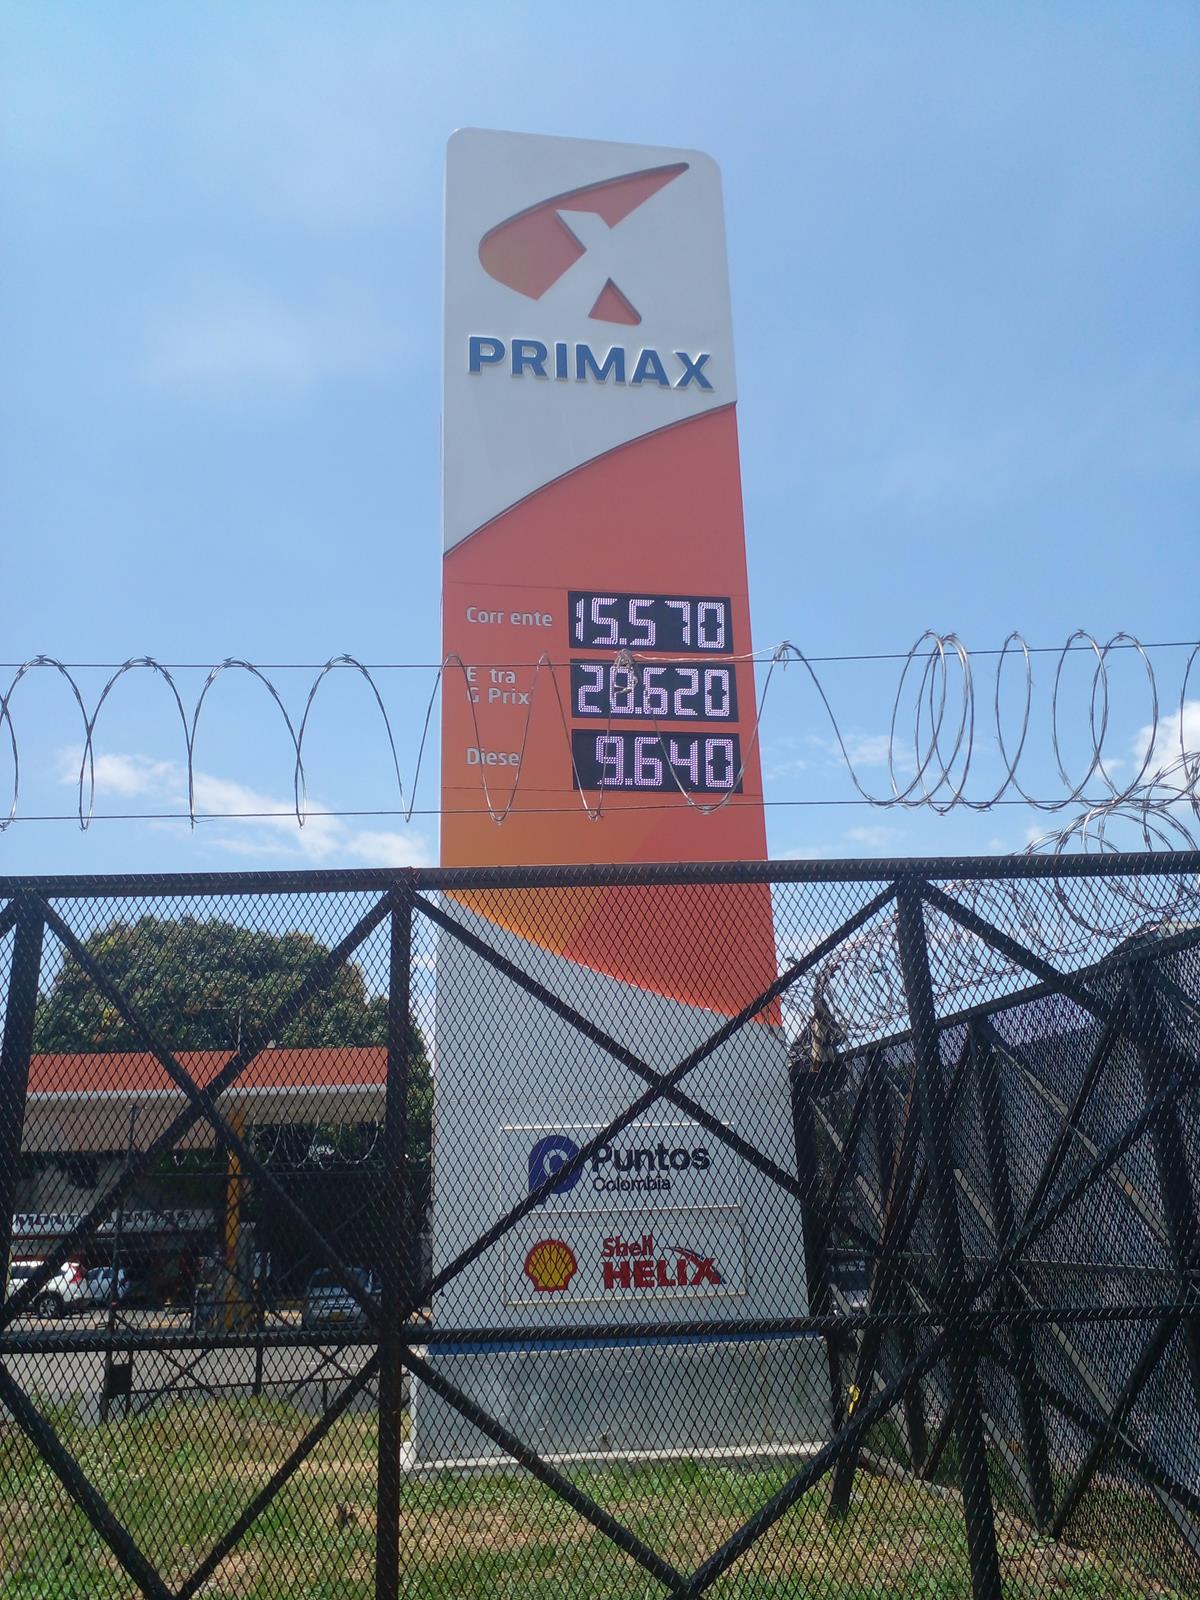 PRIMAX
Corr ente 15.570
E tra
G Prix 20.620
Diese 9.640
Puntos
Colombia
Shell
HELIX